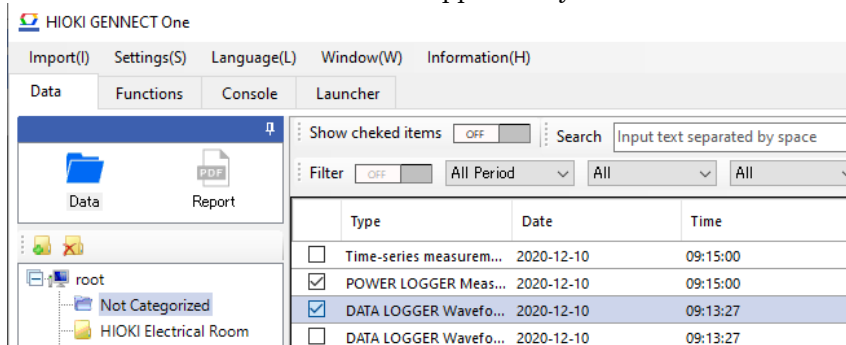 HIOKI GENNECT One
Import(I) Settings(S) Language(L) Window(W) Information(H)
Data Functions Console Launcher
Show cheked items OFF Search Input text separated by space
Filter OFF All Period All All
PDF
Data Report
Type Date Time
Time-series measurem... 2020-12-10 09:15:00
POWER LOGGER Meas... 2020-12-10 09:15:00
DATA LOGGER Wavefo... 2020-12-10 09:13:27
DATA LOGGER Wavefo... 2020-12-10 09:13:27
root
Not Categorized
HIOKI Electrical Room